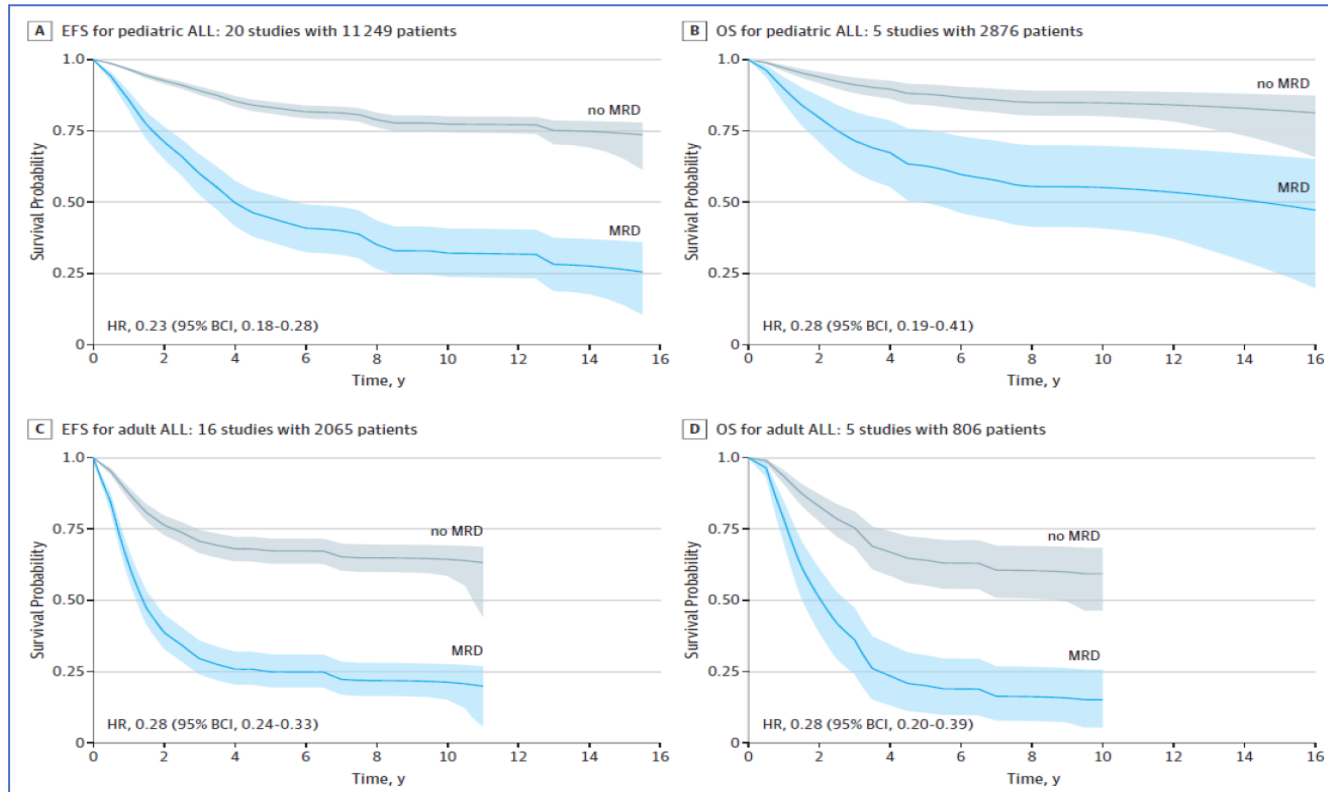 A EFS for pediatric ALL: 20 studies with 11249 patients
1.0
0.75
0.50
0.25
0
Survival Probability
no MRD
MRD
HR, 0.23 (95% BCI, 0.18-0.28)
0 2 4 6 8 10 12 14 16
Time, y
B OS for pediatric ALL: 5 studies with 2876 patients
1.0
0.75
0.50
0.25
0
Survival Probability
no MRD
MRD
HR, 0.28 (95% BCI, 0.19-0.41)
0 2 4 6 8 10 12 14 16
Time, y
C EFS for adult ALL: 16 studies with 2065 patients
1.0
0.75
0.50
0.25
0
Survival Probability
no MRD
MRD
HR, 0.28 (95% BCI, 0.24-0.33)
0 2 4 6 8 10 12 14 16
Time, y
D OS for adult ALL: 5 studies with 806 patients
1.0
0.75
0.50
0.25
0
Survival Probability
no MRD
MRD
HR, 0.28 (95% BCI, 0.20-0.39)
0 2 4 6 8 10 12 14 16
Time, y